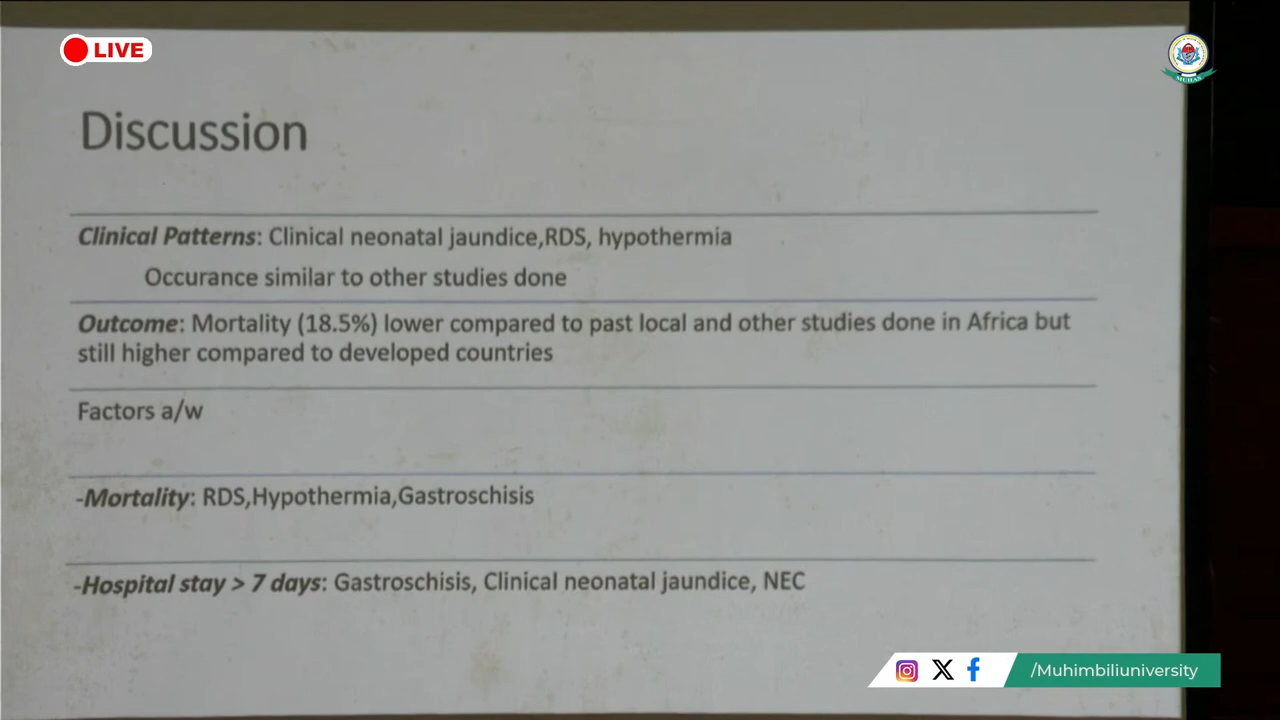 LIVE
MUHAS
Discussion
Clinical Patterns: Clinical neonatal jaundice,RDS, hypothermia
Occurance similar to other studies done
Outcome: Mortality (18.5%) lower compared to past local and other studies done in Africa but
still higher compared to developed countries
Factors a/w
-Mortality: RDS,Hypothermia,Gastroschisis
-Hospital stay > 7 days: Gastroschisis, Clinical neonatal jaundice, NEC
/Muhimbiliuniversity